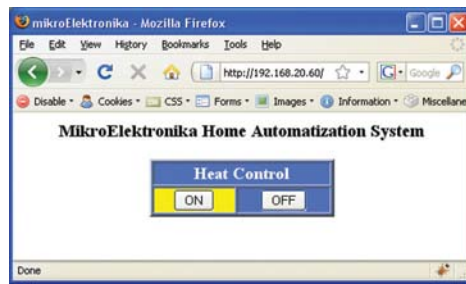 mikroElektronika - Mozilla Firefox
File Edit View History Bookmarks Tools Help
http://192.168.20.60/ G Google
Disable Cookies CSS Forms Images Information Miscellane
MikroElektronika Home Automatization System
Heat Control
ON OFF
Done